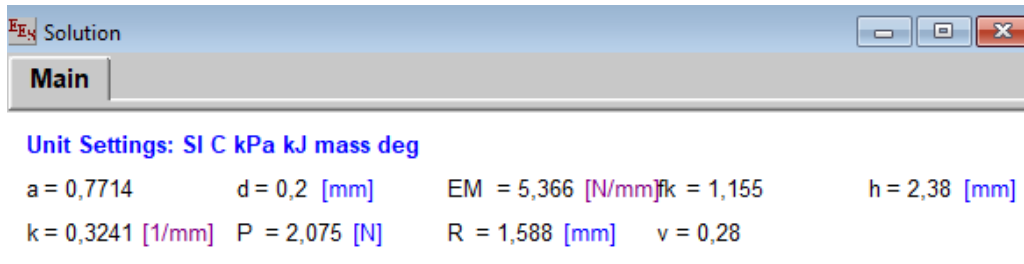 EES Solution
Main
Unit Settings: SI C kPa kJ mass deg
a = 0,7714 d = 0,2 [mm] EM = 5,366 [N/mm] fk = 1,155 h = 2,38 [mm]
k = 0,3241 [1/mm] P = 2,075 [N] R = 1,588 [mm] v = 0,28